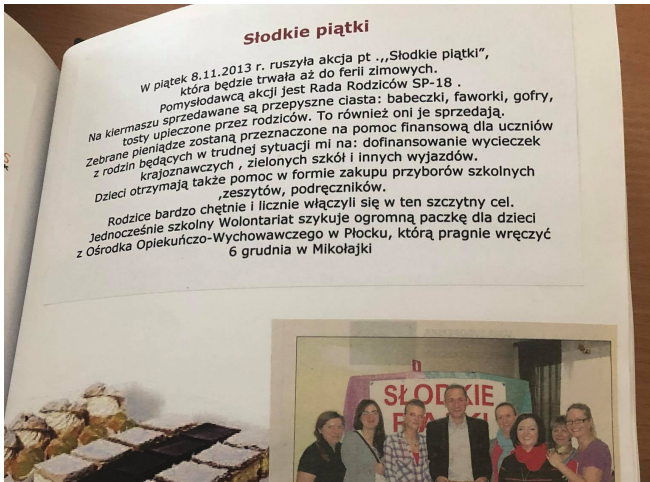 Słodkie piątki
W piątek 8.11.2013 r. ruszyła akcja pt .,,Słodkie piątki",
która będzie trwała aż do ferii zimowych.
Pomysłodawcą akcji jest Rada Rodziców SP-18 .
Na kiermaszu sprzedawane są przepyszne ciasta: babeczki, faworki, gofry,
tosty upieczone przez rodziców. To również oni je sprzedają.
Zebrane pieniądze zostaną przeznaczone na pomoc finansową dla uczniów
z rodzin będących w trudnej sytuacji mi na: dofinansowanie wycieczek
krajoznawczych , zielonych szkół i innych wyjazdów.
Dzieci otrzymają także pomoc w formie zakupu przyborów szkolnych
,zeszytów, podręczników.
Rodzice bardzo chętnie i licznie włączyli się w ten szczytny cel.
Jednocześnie szkolny Wolontariat szykuje ogromną paczkę dla dzieci
z Ośrodka Opiekuńczo-Wychowawczego w Płocku, którą pragnie wręczyć
6 grudnia w Mikołajki
SŁODKIE
PIĄTKI